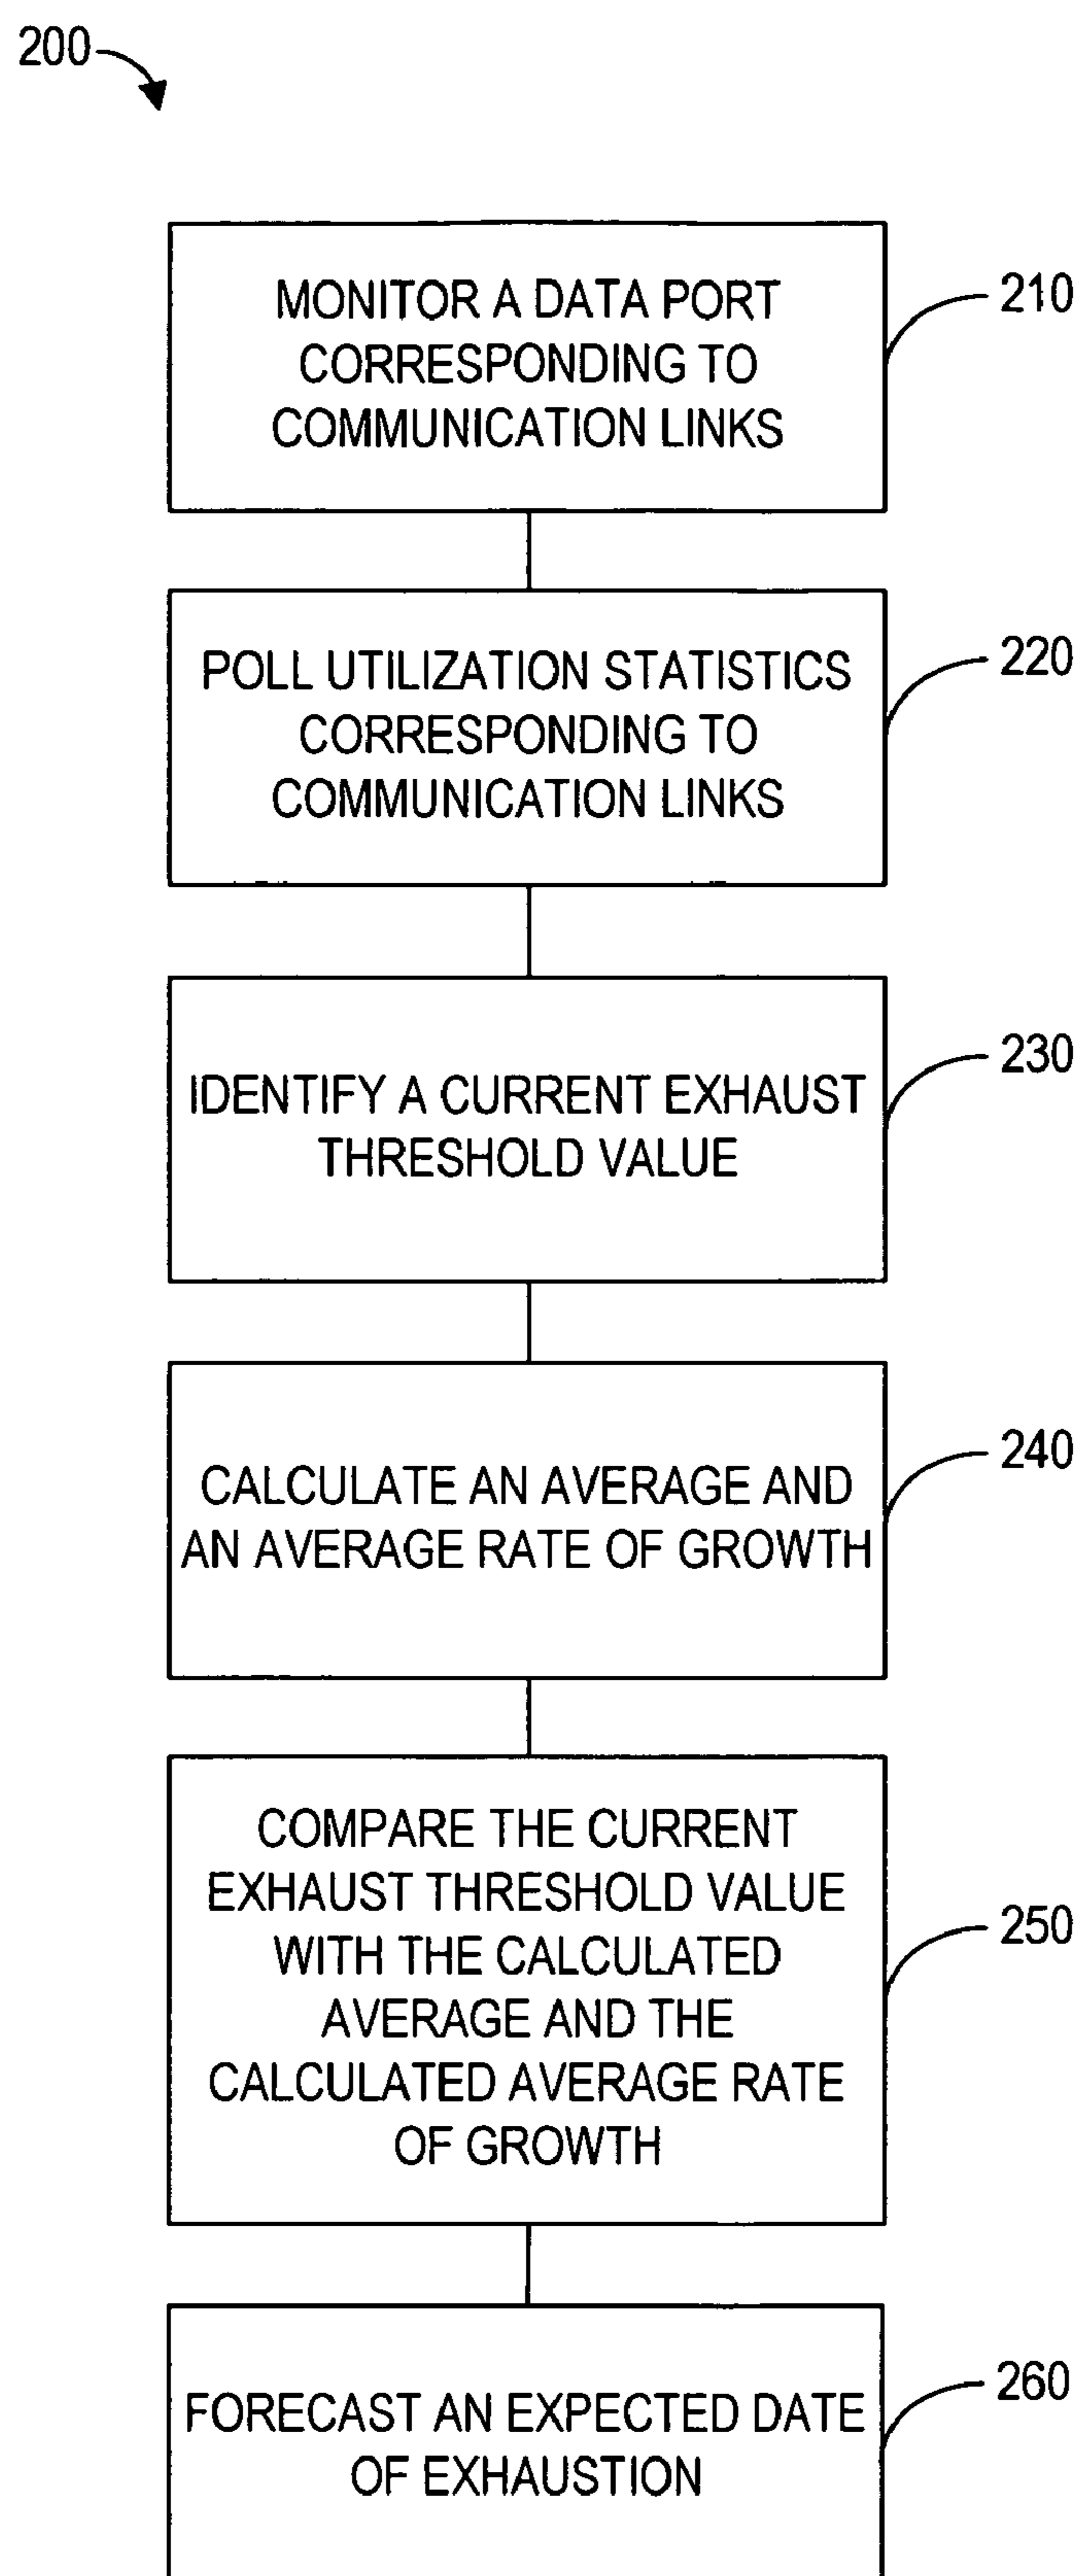 200
MONITOR A DATA PORT
CORRESPONDING TO
COMMUNICATION LINKS
210
POLL UTILIZATION STATISTICS
CORRESPONDING TO
COMMUNICATION LINKS
220
IDENTIFY A CURRENT EXHAUST
THRESHOLD VALUE
230
CALCULATE AN AVERAGE AND
AN AVERAGE RATE OF GROWTH
240
COMPARE THE CURRENT
EXHAUST THRESHOLD VALUE
WITH THE CALCULATED
AVERAGE AND THE
CALCULATED AVERAGE RATE
OF GROWTH
250
FORECAST AN EXPECTED DATE
OF EXHAUSTION
260